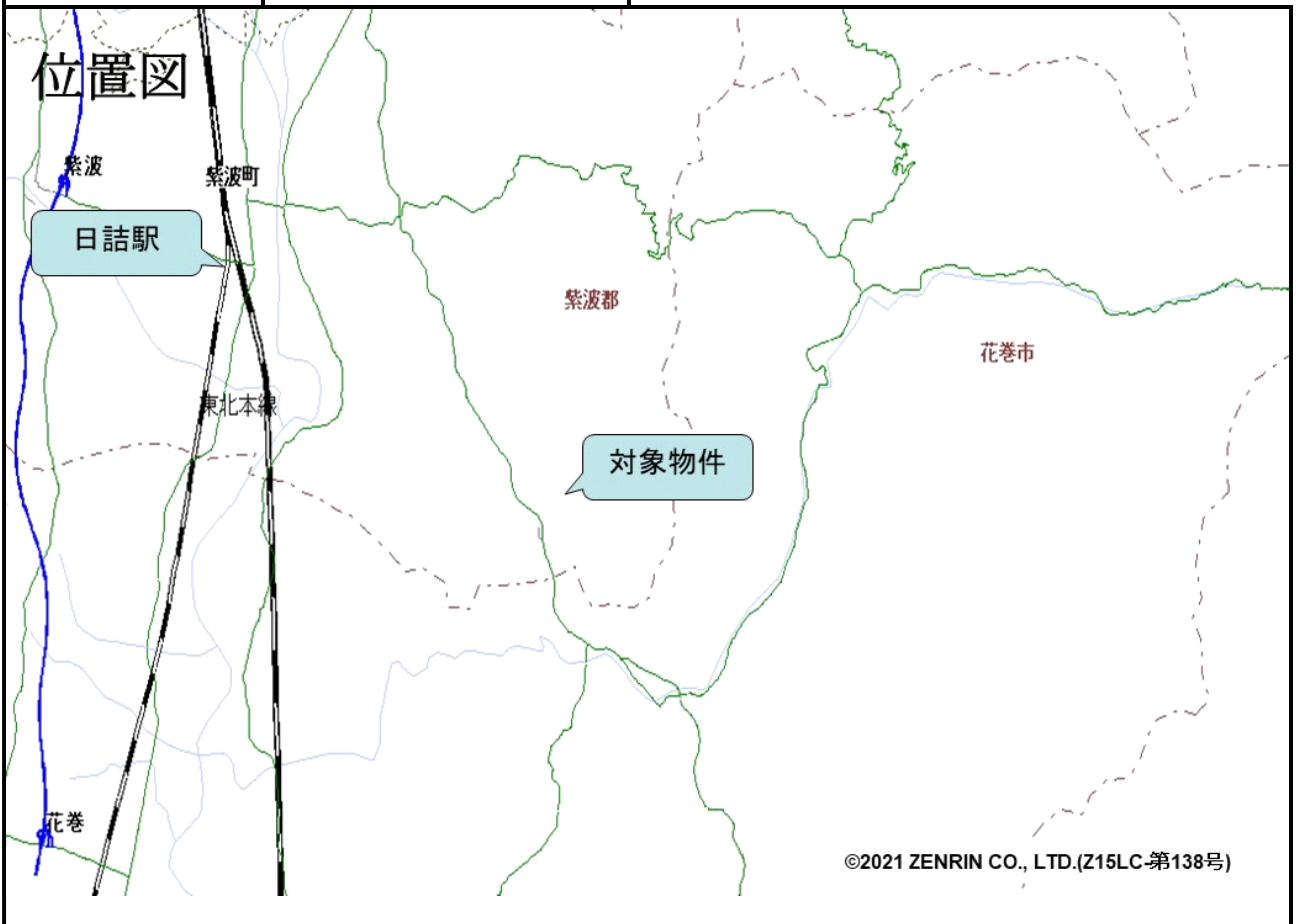 位置図
紫波
紫波町
日詰駅
紫波郡
花巻市
東北本線
対象物件
花巻
©2021 ZENRIN CO., LTD.(Z15LC-第138号)